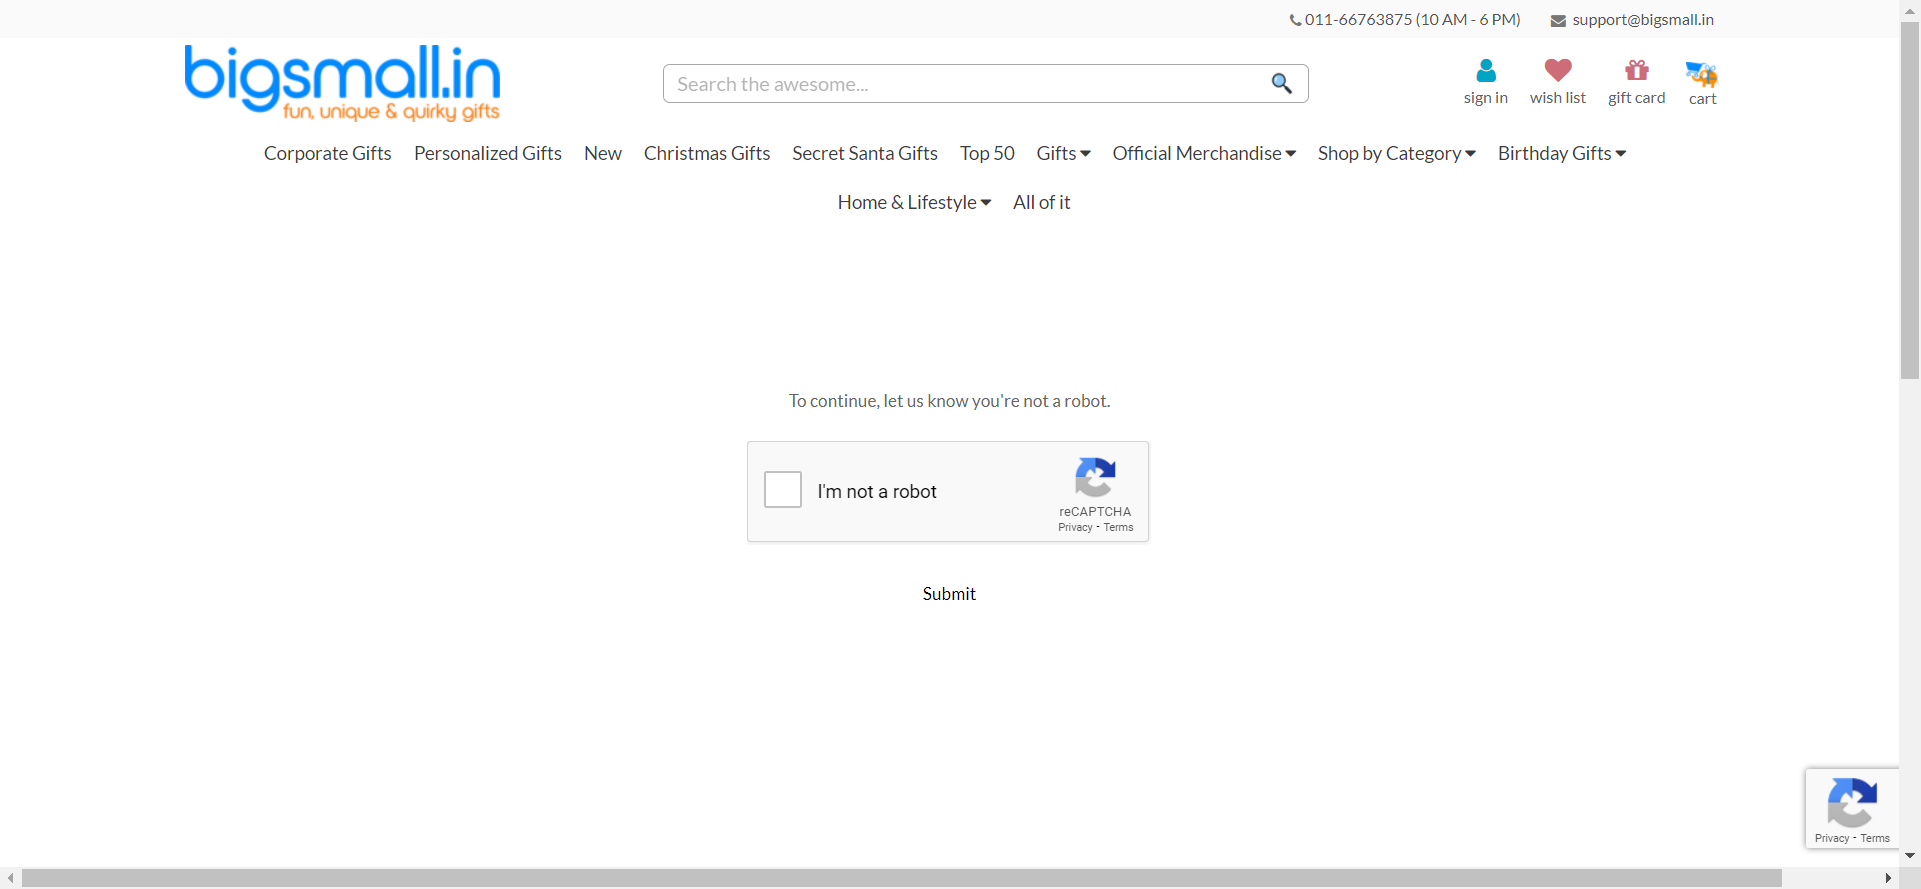 011-66763875 (10 AM - 6 PM) support@bigsmall.in
bigsmall.in
fun, unique & quirky gifts
Search the awesome...
sign in wish list gift card cart
Corporate Gifts Personalized Gifts New Christmas Gifts Secret Santa Gifts Top 50 Gifts Official Merchandise Shop by Category Birthday Gifts
Home & Lifestyle All of it
To continue, let us know you're not a robot.
I'm not a robot
reCAPTCHA
Privacy - Terms
Submit
Privacy - Terms